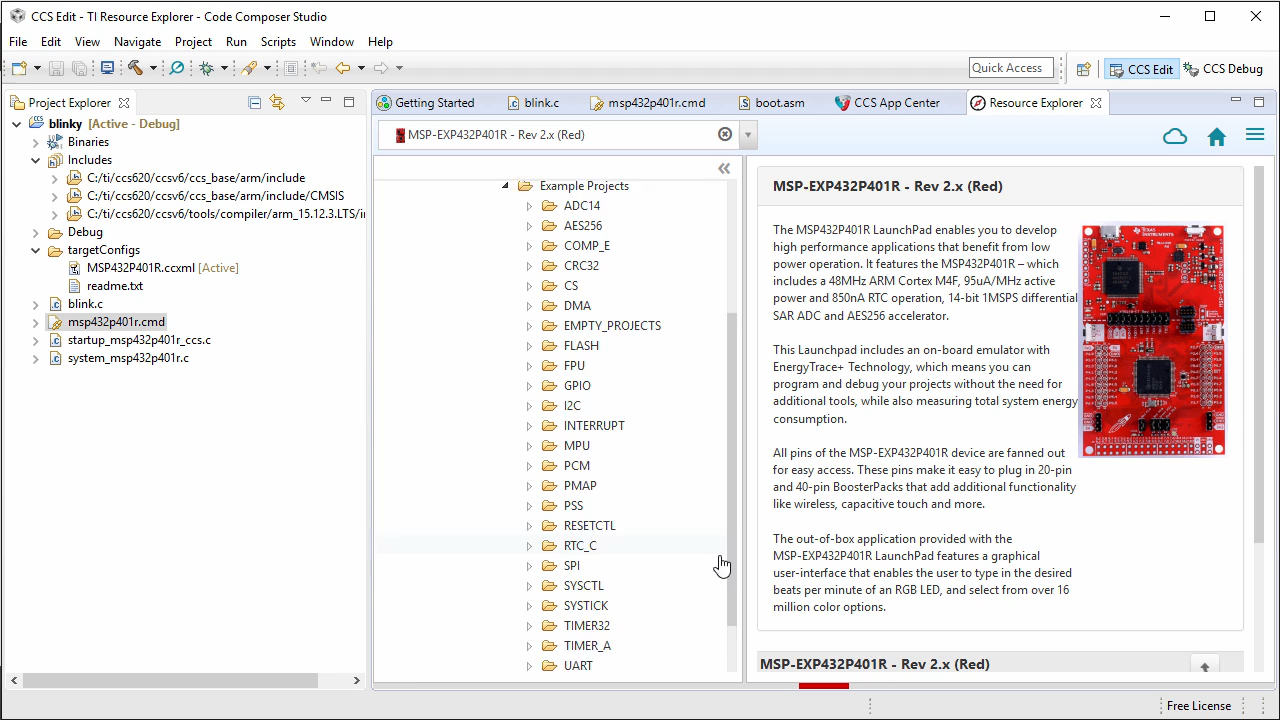 CCS Edit - TI Resource Explorer - Code Composer Studio
File Edit View Navigate Project Run Scripts Window Help
Quick Access
CCS Edit
CCS Debug
Project Explorer
Getting Started
blink.c
msp432p401r.cmd
boot.asm
CCS App Center
Resource Explorer
blinky [Active - Debug]
Binaries
Includes
C:/ti/ccs620/ccsv6/ccs_base/arm/include
C:/ti/ccs620/ccsv6/ccs_base/arm/include/CMSIS
C:/ti/ccs620/ccsv6/tools/compiler/arm_15.12.3.LTS/i
Debug
targetConfigs
MSP432P401R.ccxml [Active]
readme.txt
blink.c
msp432p401r.cmd
startup_msp432p401r_ccs.c
system_msp432p401r.c
MSP-EXP432P401R - Rev 2.x (Red)
Example Projects
ADC14
AES256
COMP_E
CRC32
CS
DMA
EMPTY_PROJECTS
FLASH
FPU
GPIO
I2C
INTERRUPT
MPU
PCM
PMAP
PSS
RESETCTL
RTC_C
SPI
SYSCTL
SYSTICK
TIMER32
TIMER_A
UART
MSP-EXP432P401R - Rev 2.x (Red)
The MSP432P401R LaunchPad enables you to develop
high performance applications that benefit from low
power operation. It features the MSP432P401R – which
includes a 48MHz ARM Cortex M4F, 95uA/MHz active
power and 850nA RTC operation, 14-bit 1MSPS differential
SAR ADC and AES256 accelerator.
This Launchpad includes an on-board emulator with
EnergyTrace+ Technology, which means you can
program and debug your projects without the need for
additional tools, while also measuring total system energy
consumption.
All pins of the MSP-EXP432P401R device are fanned out
for easy access. These pins make it easy to plug in 20-pin
and 40-pin BoosterPacks that add additional functionality
like wireless, capacitive touch and more.
The out-of-box application provided with the
MSP-EXP432P401R LaunchPad features a graphical
user-interface that enables the user to type in the desired
beats per minute of an RGB LED, and select from over 16
million color options.
MSP-EXP432P401R - Rev 2.x (Red)
Free License